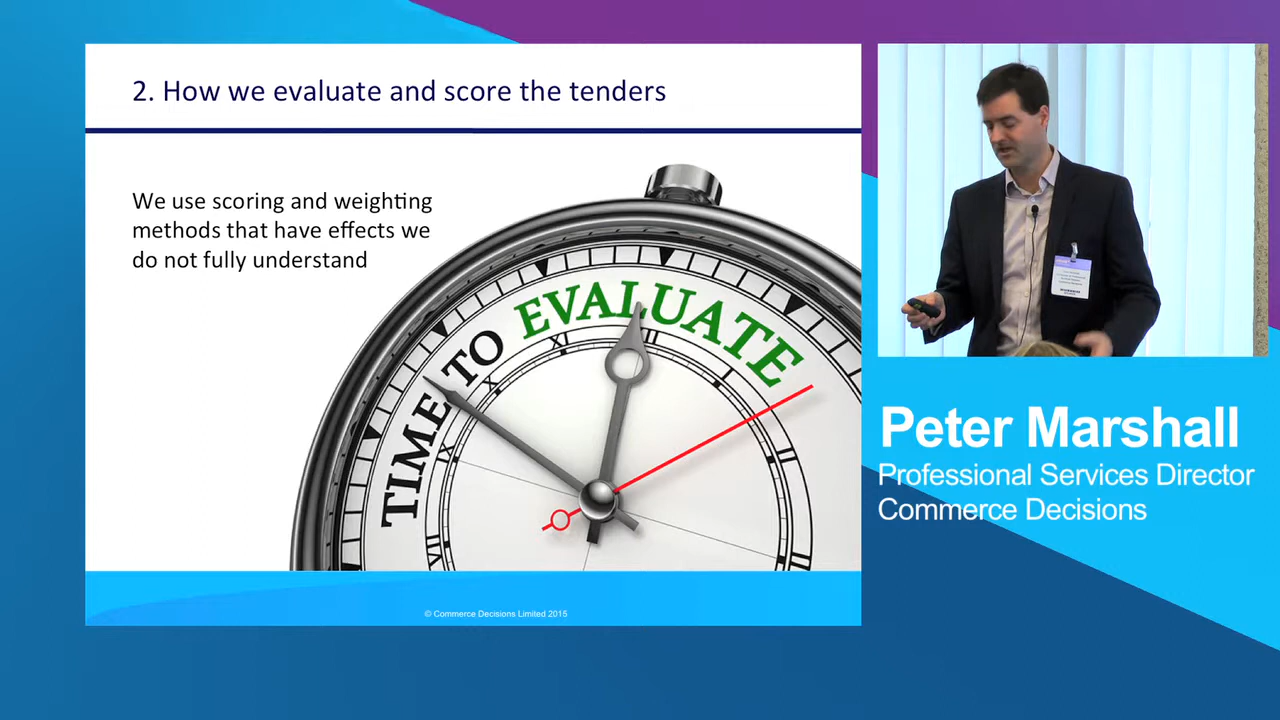 2. How we evaluate and score the tenders
We use scoring and weighting
methods that have effects we
do not fully understand
TIME TO EVALUATE
© Commerce Decisions Limited 2015
Peter Marshall
Professional Services Director
Commerce Decisions